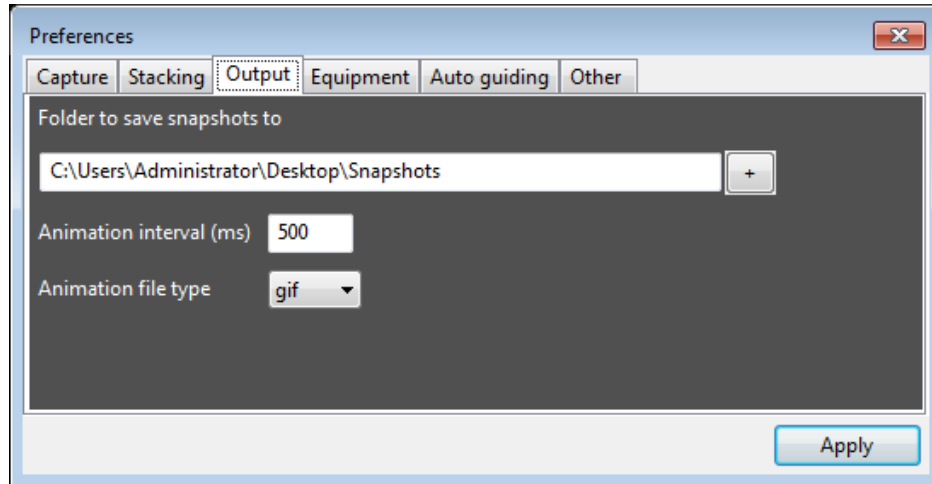 Preferences
Capture Stacking Output Equipment Auto guiding Other
Folder to save snapshots to
C:\Users\Administrator\Desktop\Snapshots +
Animation interval (ms) 500
Animation file type gif
Apply